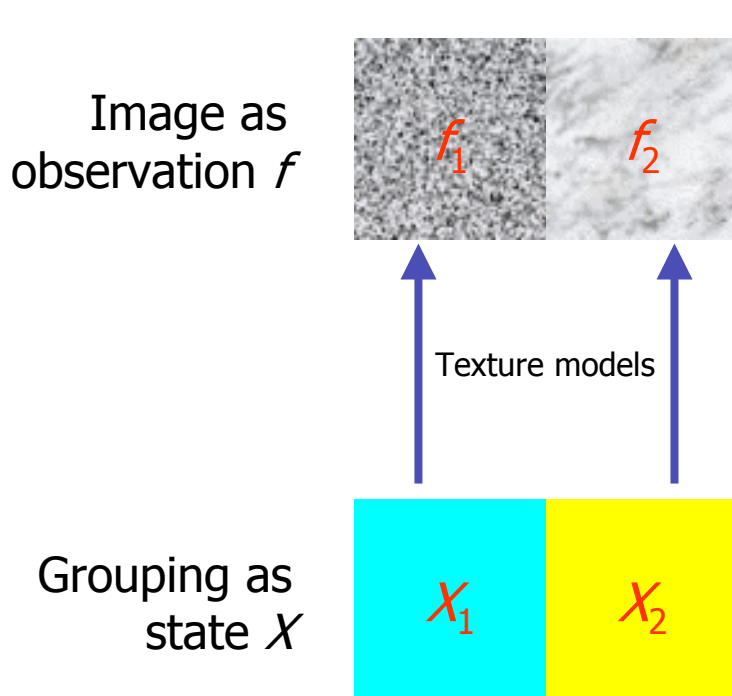 Image as
observation f
f₁
f₂
Texture models
Grouping as
state X
X₁
X₂